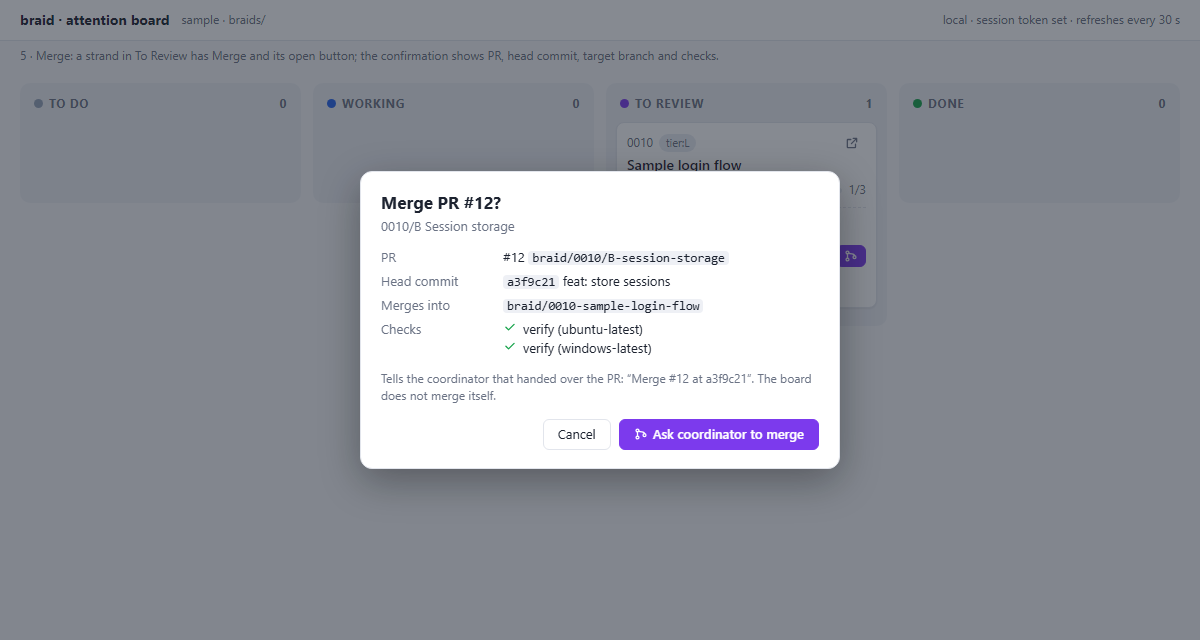 braid · attention board sample · braids/ local · session token set · refreshes every 30 s
5 · Merge: a strand in To Review has Merge and its open button; the confirmation shows PR, head commit, target branch and checks.
TO DO 0 WORKING 0 TO REVIEW 1 DONE 0
0010 tier:L
Sample login flow
1/3
Merge PR #12?
0010/B Session storage
PR #12 braid/0010/B-session-storage
Head commit a3f9c21 feat: store sessions
Merges into braid/0010-sample-login-flow
Checks ✓ verify (ubuntu-latest)
✓ verify (windows-latest)
Tells the coordinator that handed over the PR: “Merge #12 at a3f9c21”. The board
does not merge itself.
Cancel Ask coordinator to merge